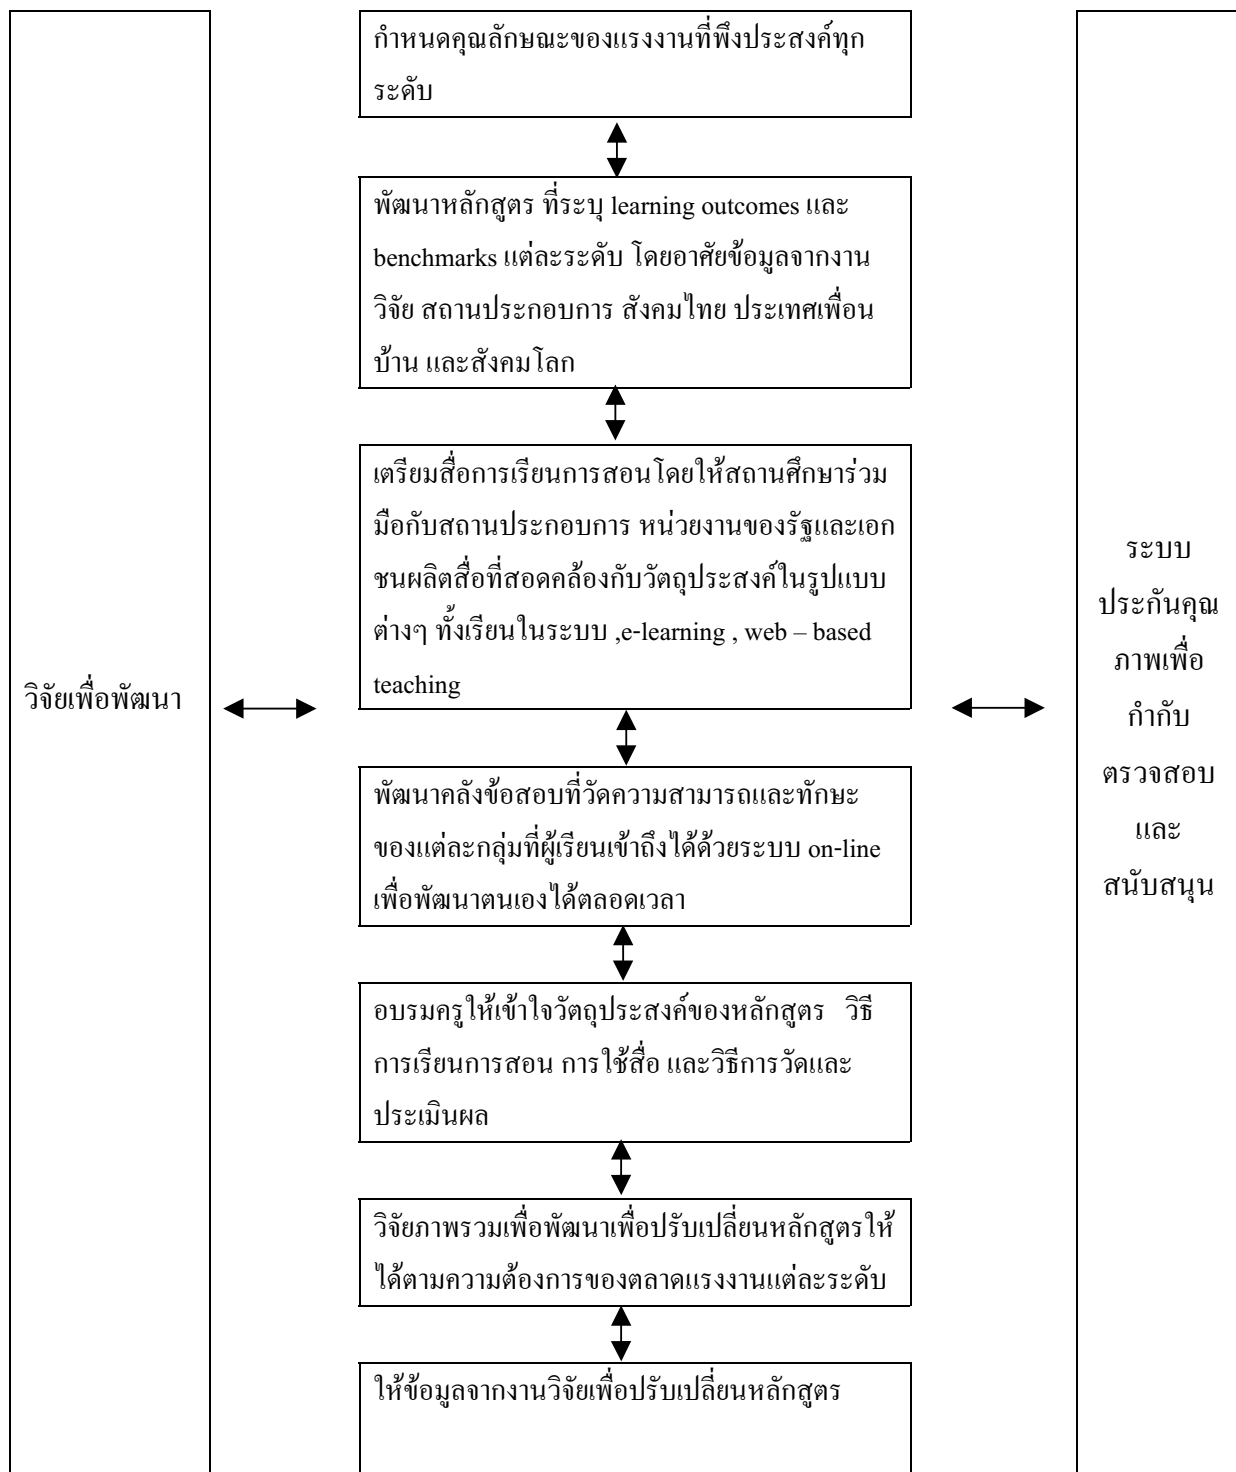 กำหนดคุณลักษณะของแรงงานที่พึงประสงค์ทุก
ระดับ
พัฒนาหลักสูตร ที่ระบุ learning outcomes และ
benchmarks แต่ละระดับ โดยอาศัยข้อมูลจากงาน
วิจัย สถานประกอบการ สังคมไทย ประเทศเพื่อน
บ้าน และสังคมโลก
เตรียมสื่อการเรียนการสอนโดยให้สถานศึกษาร่วม
มือกับสถานประกอบการ หน่วยงานของรัฐและเอก
ชนผลิตสื่อที่สอดคล้องกับวัตถุประสงค์ในรูปแบบ
ต่างๆ ทั้งเรียนในระบบ ,e-learning , web – based
teaching
วิจัยเพื่อพัฒนา
ระบบ
ประกันคุณ
ภาพเพื่อ
กำกับ
ตรวจสอบ
และ
สนับสนุน
พัฒนาคลังข้อสอบที่วัดความสามารถและทักษะ
ของแต่ละกลุ่มที่ผู้เรียนเข้าถึงได้ด้วยระบบ on-line
เพื่อพัฒนาตนเองได้ตลอดเวลา
อบรมครูให้เข้าใจวัตถุประสงค์ของหลักสูตร วิธี
การเรียนการสอน การใช้สื่อ และวิธีการวัดและ
ประเมินผล
วิจัยภาพรวมเพื่อพัฒนาเพื่อปรับเปลี่ยนหลักสูตรให้
ได้ตามความต้องการของตลาดแรงงานแต่ละระดับ
ให้ข้อมูลจากงานวิจัยเพื่อปรับเปลี่ยนหลักสูตร